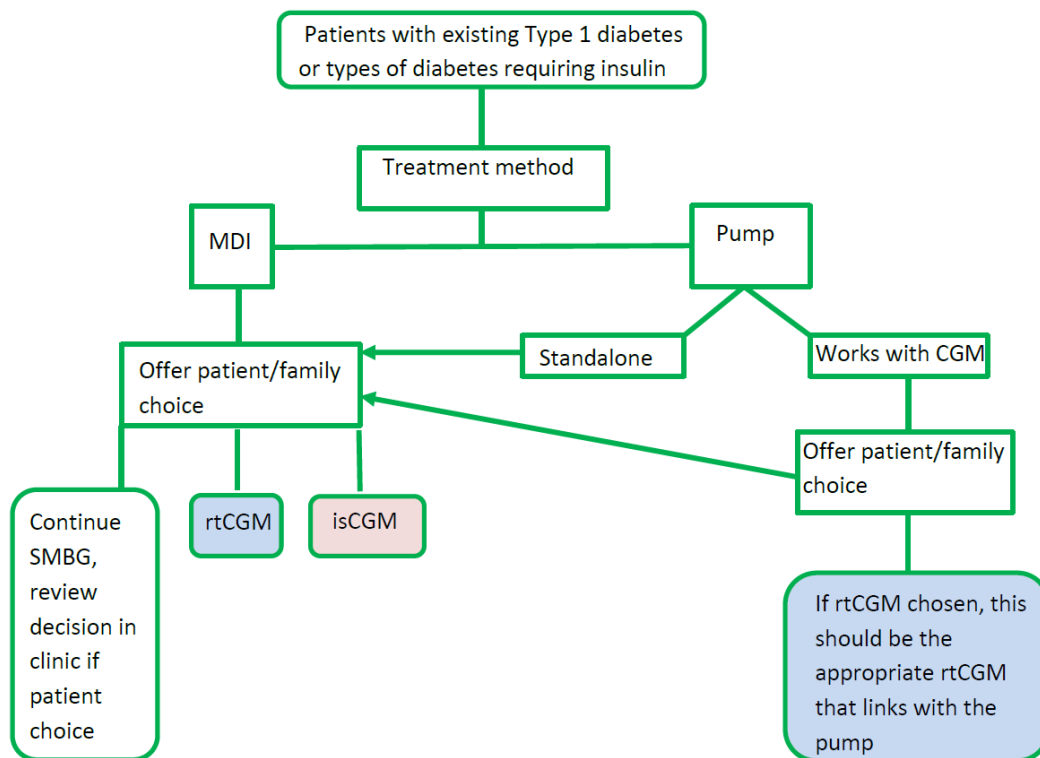 Patients with existing Type 1 diabetes
or types of diabetes requiring insulin
Treatment method
MDI
Pump
Standalone
Works with CGM
Offer patient/family
choice
Offer patient/family
choice
Continue
SMBG,
review
decision in
clinic if
patient
choice
rtCGM
isCGM
If rtCGM chosen, this
should be the
appropriate rtCGM
that links with the
pump